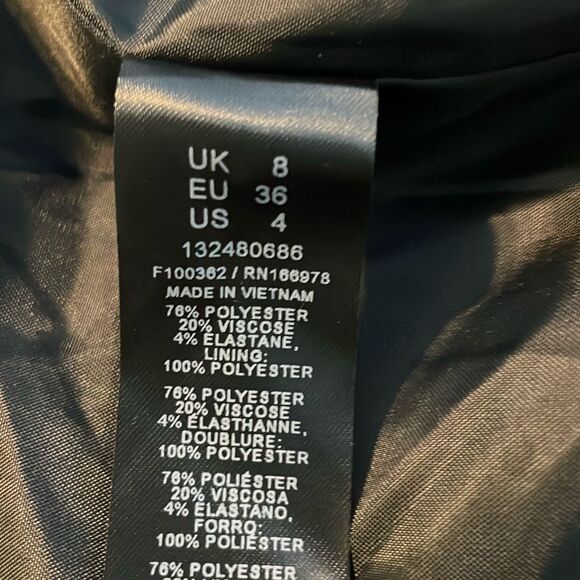 UK 8
EU 36
US 4
132480686
F100362 / RN166978
MADE IN VIETNAM
76% POLYESTER
20% VISCOSE
4% ELASTANE,
LINING:
100% POLYESTER
76% POLYESTER
20% VISCOSE
4% ÉLASTHANNE,
DOUBLURE:
100% POLYESTER
76% POLIÉSTER
20% VISCOSA
4% ELASTANO,
FORRO:
100% POLIÉSTER
76% POLYESTER